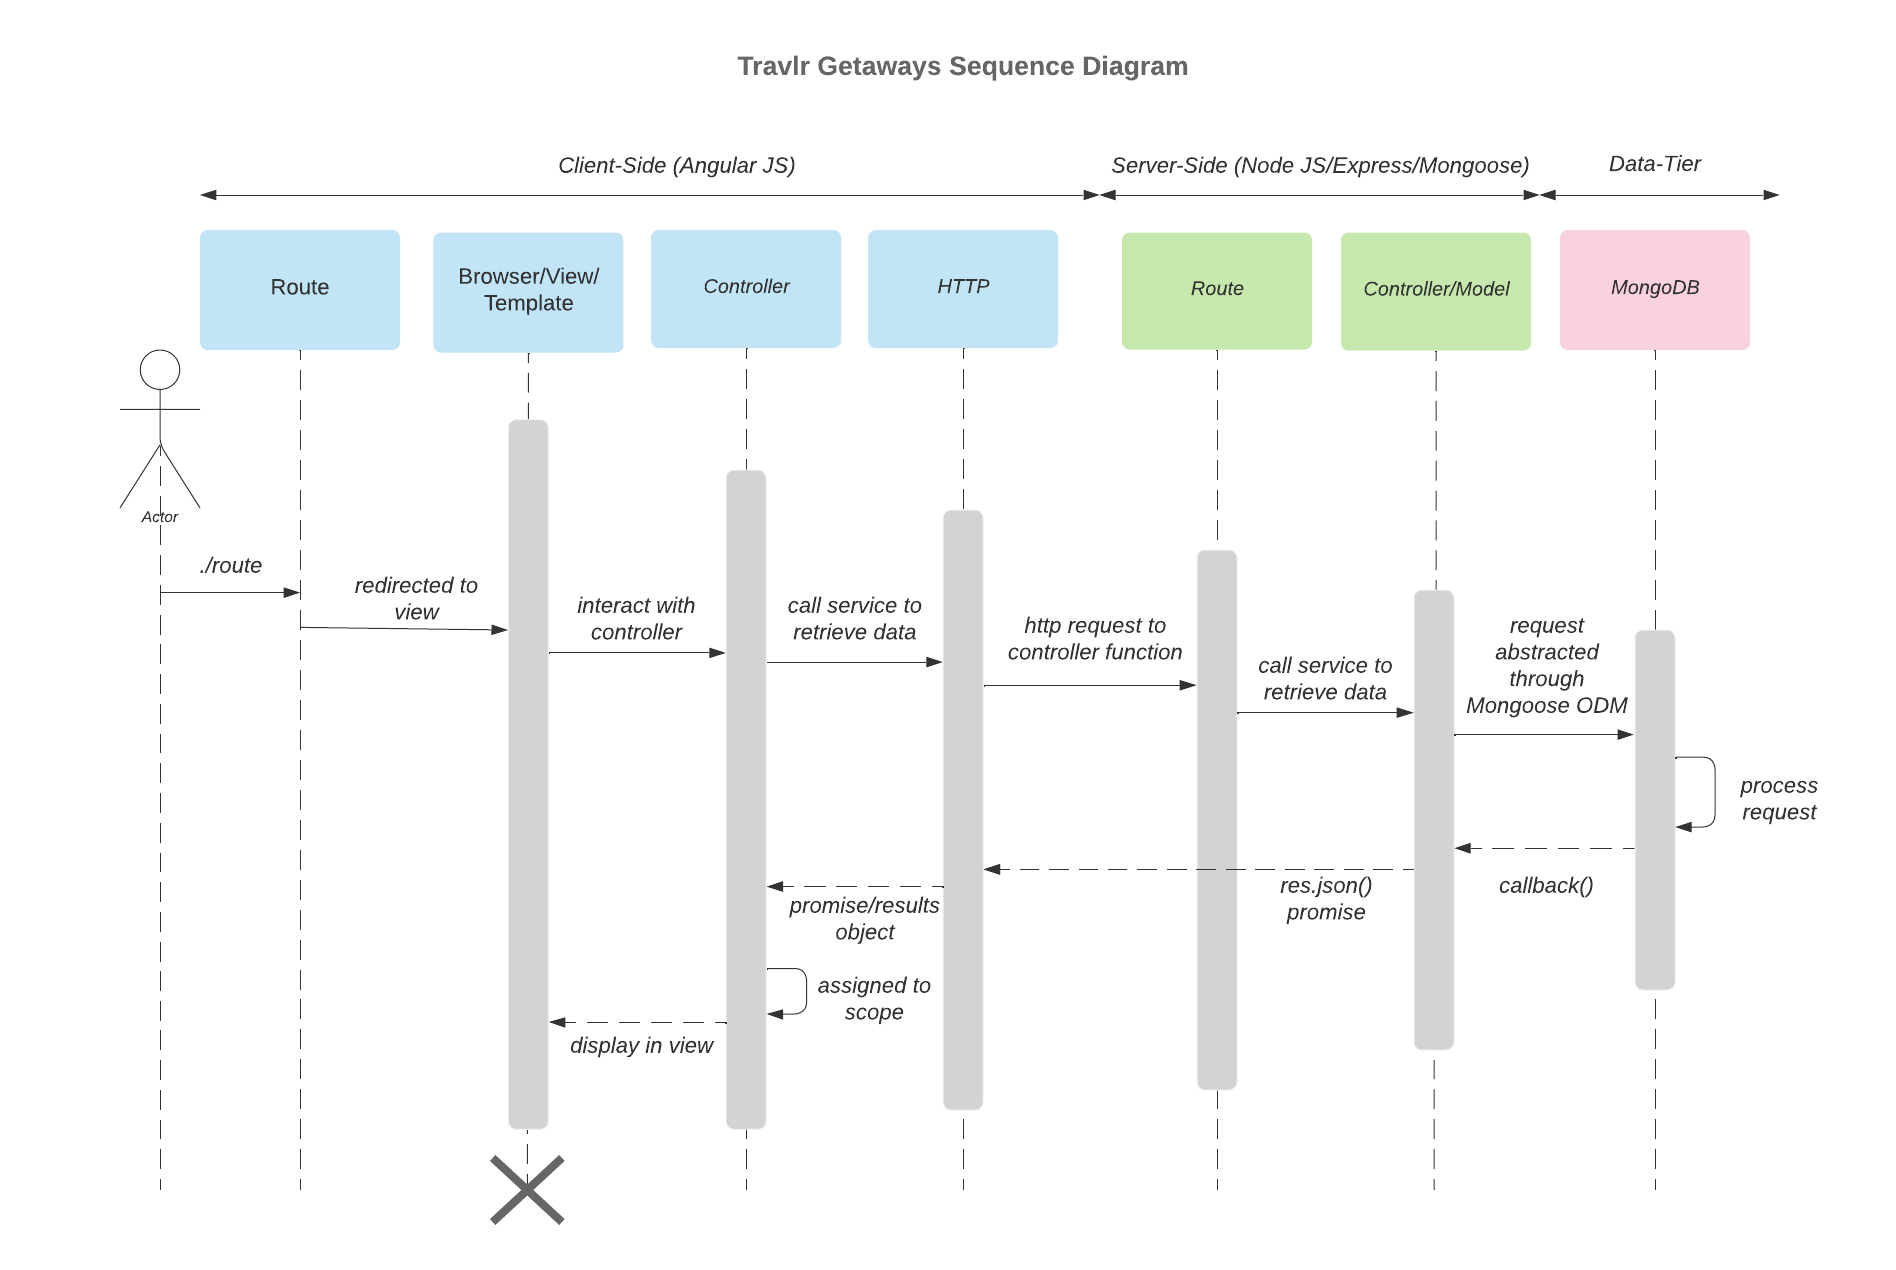 Travlr Getaways Sequence Diagram
Client-Side (Angular JS)
Server-Side (Node JS/Express/Mongoose)
Data-Tier
Route
Browser/View/
Template
Controller
HTTP
Route
Controller/Model
MongoDB
Actor
./route
redirected to
view
interact with
controller
call service to
retrieve data
http request to
controller function
call service to
retrieve data
request
abstracted
through
Mongoose ODM
process
request
callback()
res.json()
promise
promise/results
object
assigned to
scope
display in view